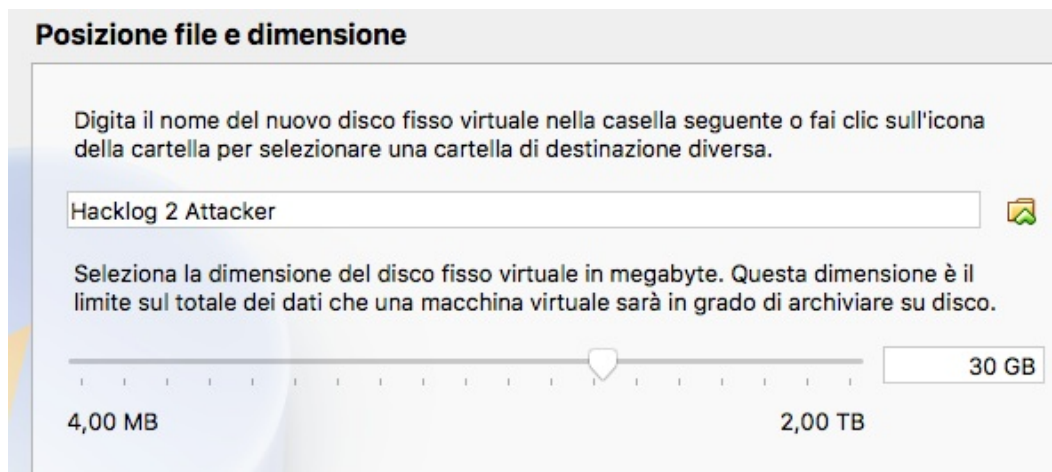 Posizione file e dimensione
Digita il nome del nuovo disco fisso virtuale nella casella seguente o fai clic sull'icona
della cartella per selezionare una cartella di destinazione diversa.
Hacklog 2 Attacker
Seleziona la dimensione del disco fisso virtuale in megabyte. Questa dimensione è il
limite sul totale dei dati che una macchina virtuale sarà in grado di archiviare su disco.
30 GB
4,00 MB
2,00 TB